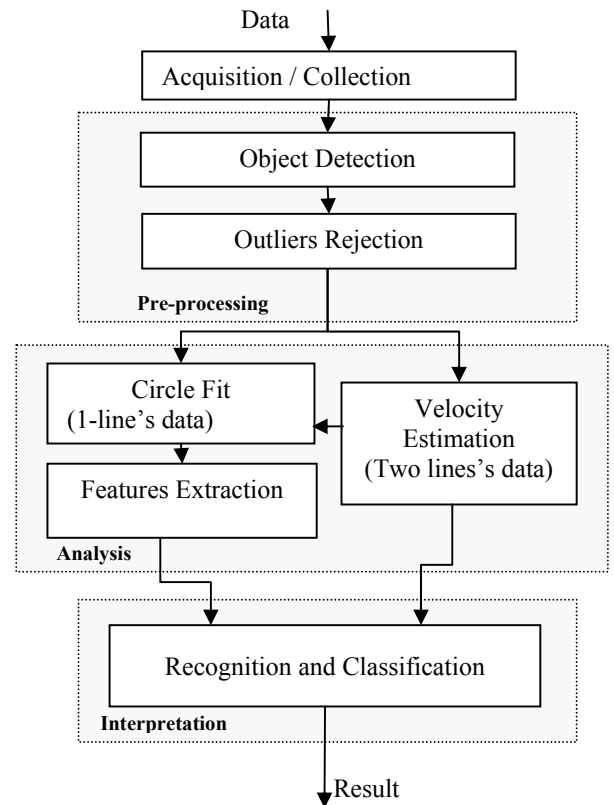 Data
Acquisition / Collection
Object Detection
Outliers Rejection
Pre-processing
Circle Fit
(1-line’s data)
Velocity
Estimation
(Two lines’s data)
Features Extraction
Analysis
Recognition and Classification
Interpretation
Result